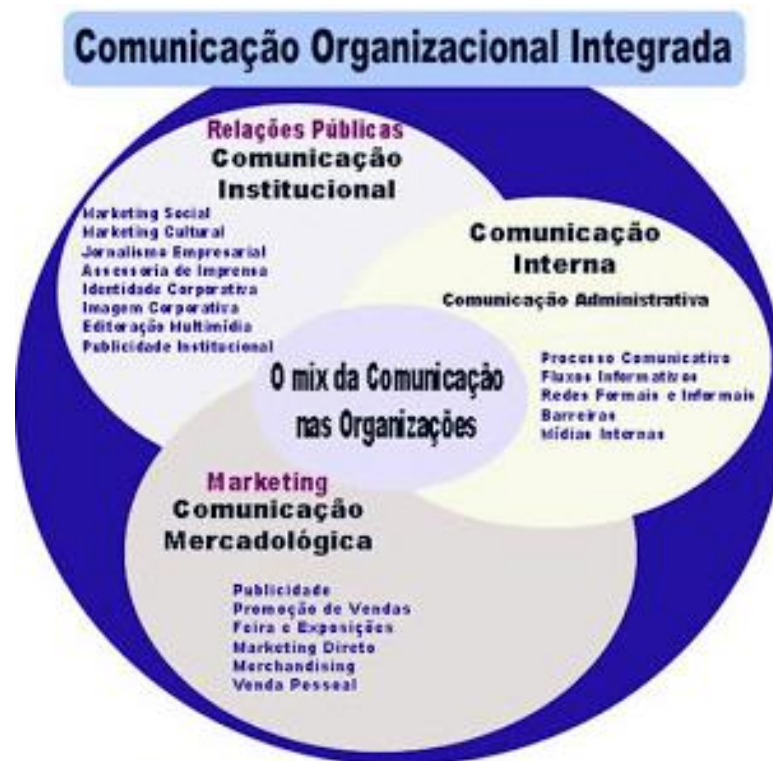 Comunicação Organizacional Integrada
Relações Públicas
Comunicação
Institucional
Marketing Social
Marketing Cultural
Jornalismo Empresarial
Assessoria de Imprensa
Identidade Corporativa
Imagem Corporativa
Editoração Multimídia
Publicidade Institucional
Comunicação
Interna
Comunicação Administrativa
Processo Comunicativo
Fluxos Informativos
Redes Formais e Informais
Barreiras
Mídias Internas
O mix da Comunicação
nas Organizações
Marketing
Comunicação
Mercadológica
Publicidade
Promoção de Vendas
Feira e Exposições
Marketing Direto
Merchandising
Venda Pessoal